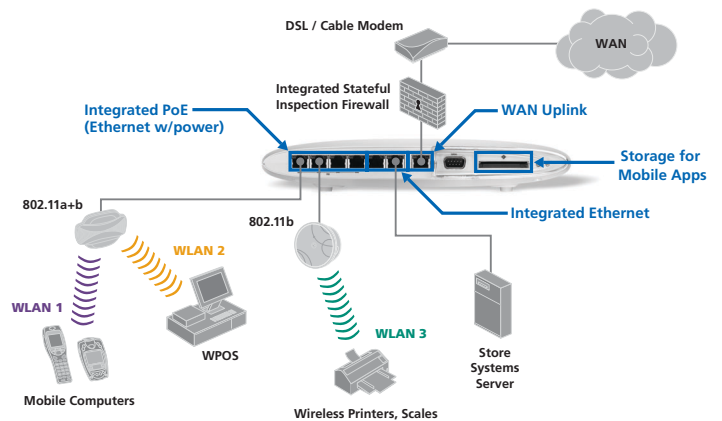 DSL / Cable Modem
WAN
Integrated Stateful
Inspection Firewall
Integrated PoE
(Ethernet w/power)
WAN Uplink
Storage for
Mobile Apps
802.11a+b
Integrated Ethernet
802.11b
WLAN 2
WLAN 1
WLAN 3
WPOS
Store
Systems
Server
Mobile Computers
Wireless Printers, Scales